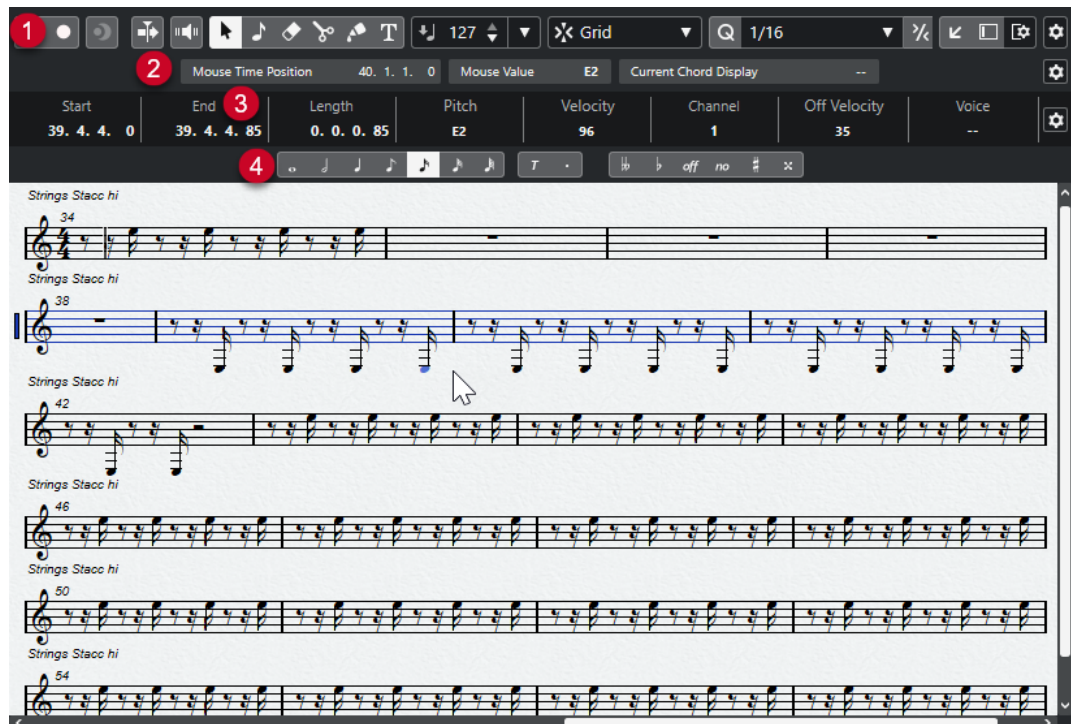 1 T 127 Grid Q 1/16
2 Mouse Time Position 40. 1. 1. 0 Mouse Value E2 Current Chord Display --
Start End 3 Length Pitch Velocity Channel Off Velocity Voice
39. 4. 4. 0 39. 4. 4. 85 0. 0. 0. 85 E2 96 1 35 --
4 T . off no
Strings Stacc hi
34
4
4
Strings Stacc hi
38
Strings Stacc hi
42
Strings Stacc hi
46
Strings Stacc hi
50
Strings Stacc hi
54